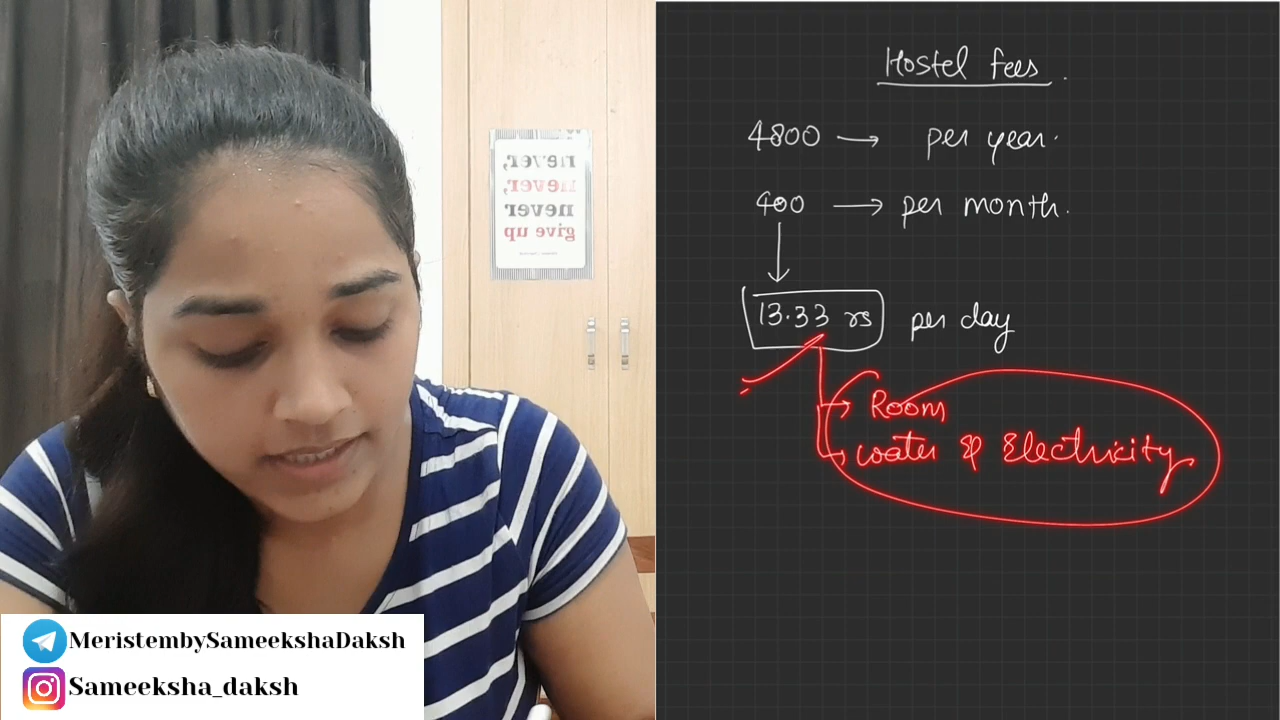 never,
never,
never
give up
MeristembySameekshaDaksh
Sameeksha_daksh
Hostel fees.
4800 → per year.
400 → per month.
13.33 rs per day
Room
water & Electricity